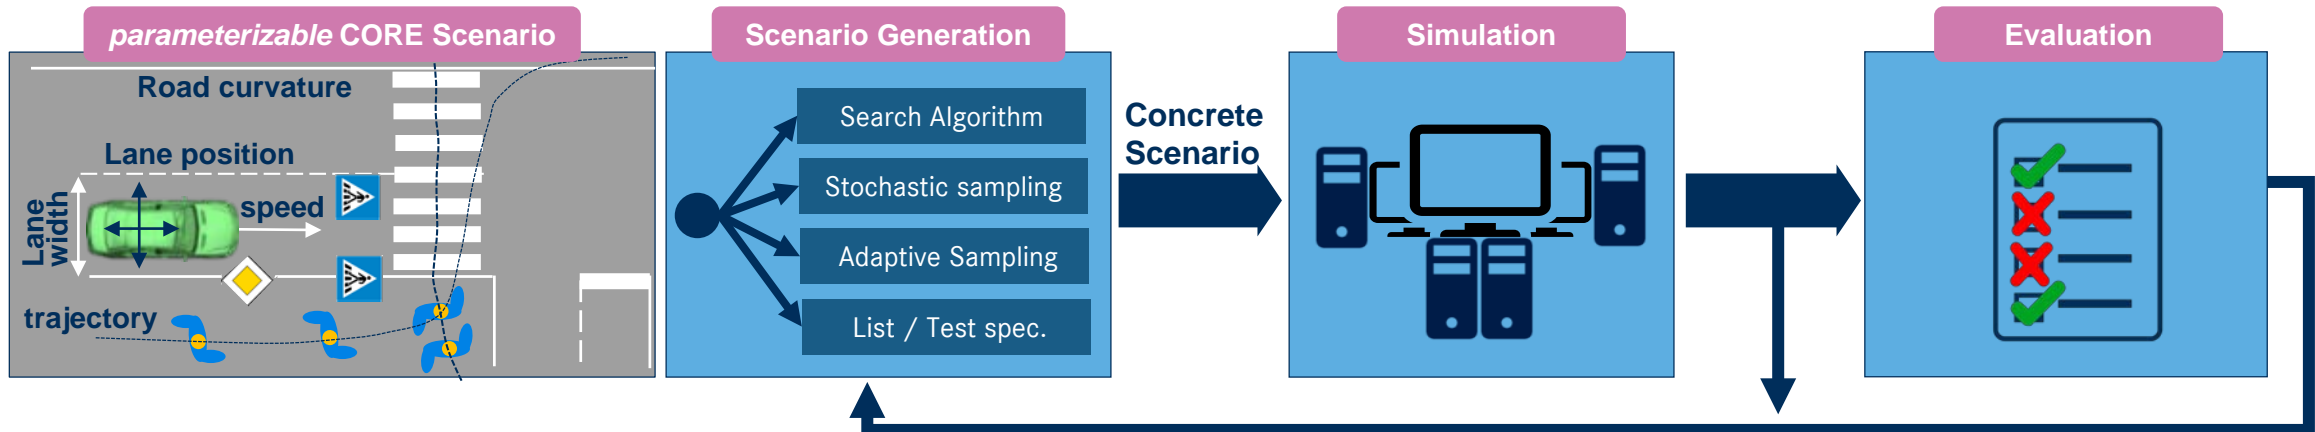 parameterizable CORE Scenario
Road curvature
Lane position
Lane
width
speed
trajectory
Scenario Generation
Search Algorithm
Stochastic sampling
Adaptive Sampling
List / Test spec.
Concrete
Scenario
Simulation
Evaluation